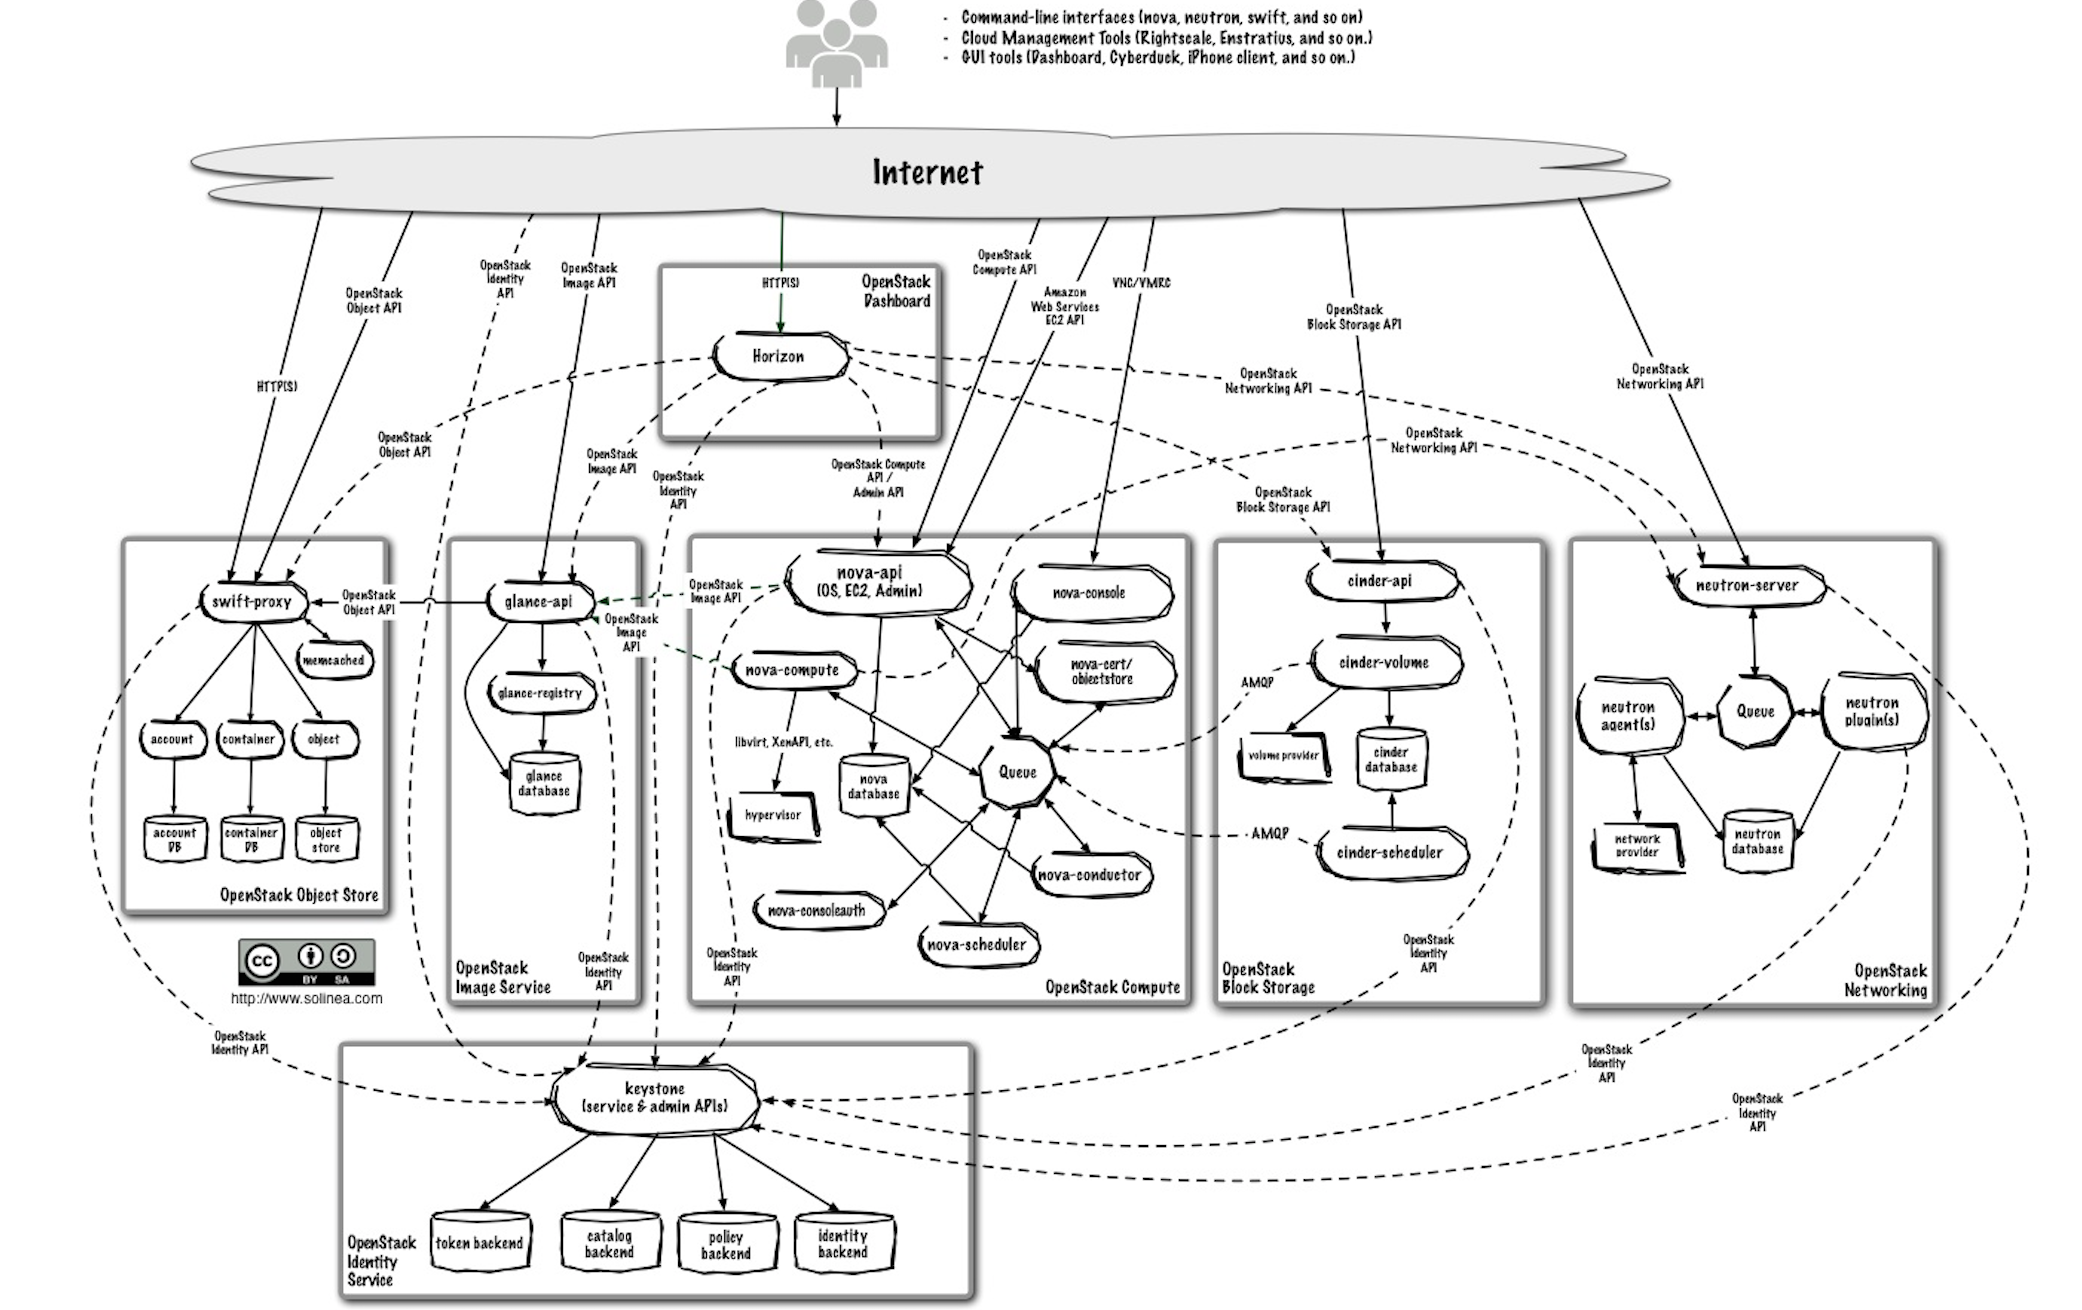 - Command-line interfaces (nova, neutron, swift, and so on)
- Cloud Management Tools (Rightscale, Enstratius, and so on.)
- GUI tools (Dashboard, Cyberduck, iPhone client, and so on.)
Internet
OpenStack
Identity
API
OpenStack
Image API
OpenStack
Object API
HTTP(S)
HTTP(S)
OpenStack
Dashboard
Horizon
OpenStack
Compute API
Amazon
Web Services
EC2 API
VNC/VMRC
OpenStack
Block Storage API
OpenStack
Networking API
OpenStack
Networking API
OpenStack
Object API
OpenStack
Image API
OpenStack
Identity
API
OpenStack Compute
API /
Admin API
OpenStack
Networking API
OpenStack
Block Storage API
swift-proxy
OpenStack
Object API
memcached
account
container
object
account
DB
container
DB
object
store
OpenStack Object Store
glance-api
glance-registry
glance
database
OpenStack
Identity
API
OpenStack
Image Service
OpenStack
Image API
OpenStack
Image
API
nova-api
(OS, EC2, Admin)
nova-console
nova-cert/
objectstore
nova-compute
libvirt, XenAPI, etc.
hypervisor
nova
database
Queue
nova-conductor
nova-consoleauth
nova-scheduler
OpenStack
Identity
API
OpenStack Compute
cinder-api
cinder-volume
AMQP
volume provider
cinder
database
AMQP
cinder-scheduler
OpenStack
Identity
API
OpenStack
Block Storage
neutron-server
neutron
agent(s)
Queue
neutron
plugin(s)
network
provider
neutron
database
OpenStack
Networking
CC
BY SA
http://www.solinea.com
OpenStack
Identity API
OpenStack
Identity
API
OpenStack
Identity
API
keystone
(service & admin APIs)
token backend
catalog
backend
policy
backend
identity
backend
OpenStack
Identity
Service